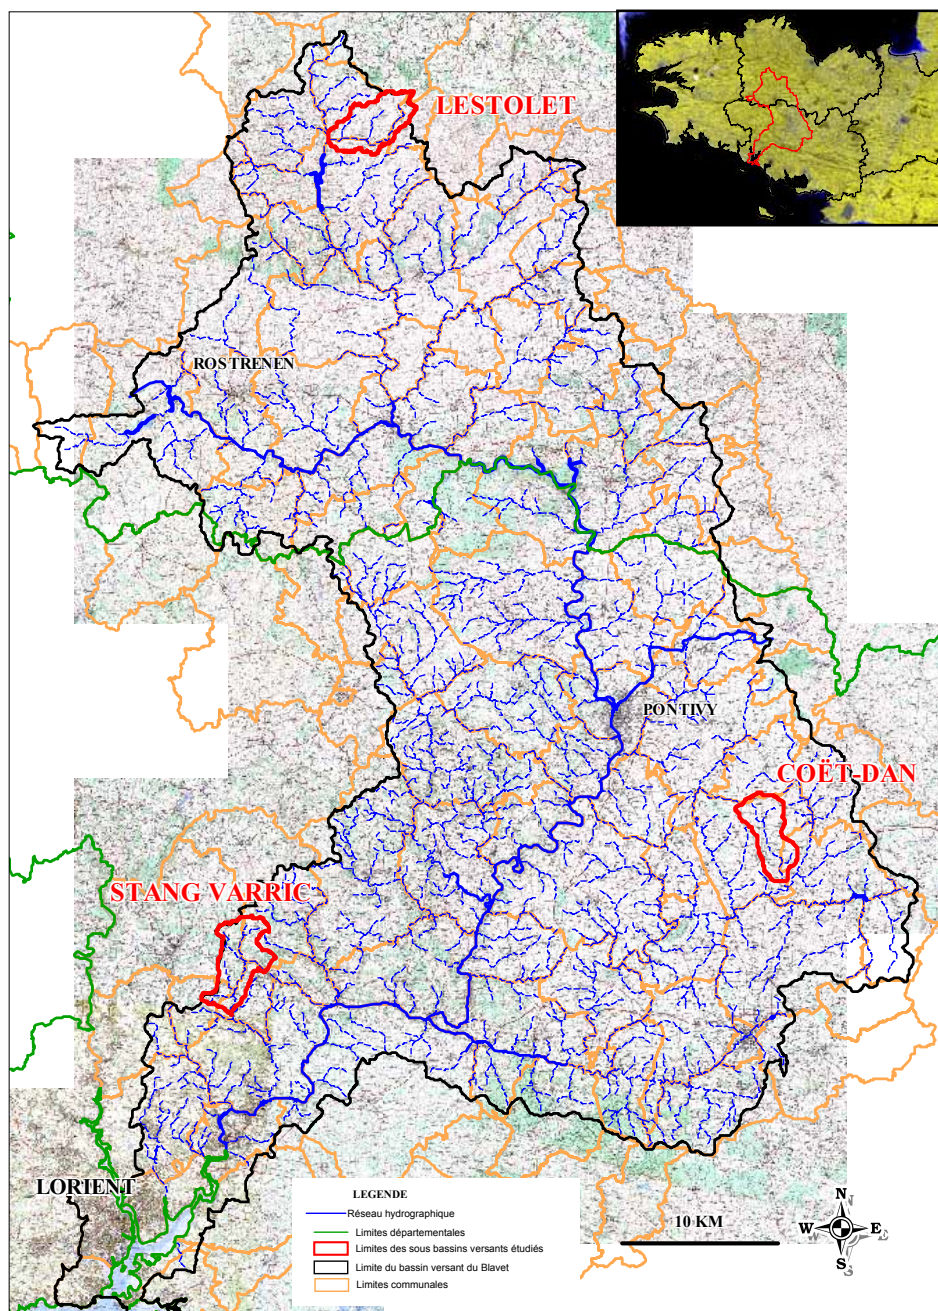 LESTOLET
ROSTRENEN
PONTIVY
COËT-DAN
STANG VARRIC
LORIENT
LEGENDE
Réseau hydrographique
Limites départementales
Limites des sous bassins versants étudiés
Limite du bassin versant du Blavet
Limites communales
10 KM
N
W E
S